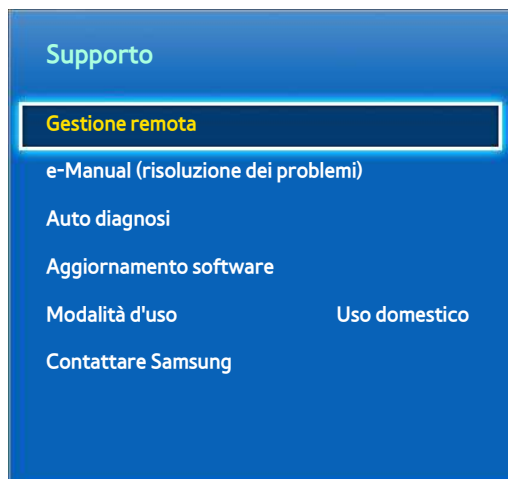 Supporto
Gestione remota
e-Manual (risoluzione dei problemi)
Auto diagnosi
Aggiornamento software
Modalità d'uso Uso domestico
Contattare Samsung